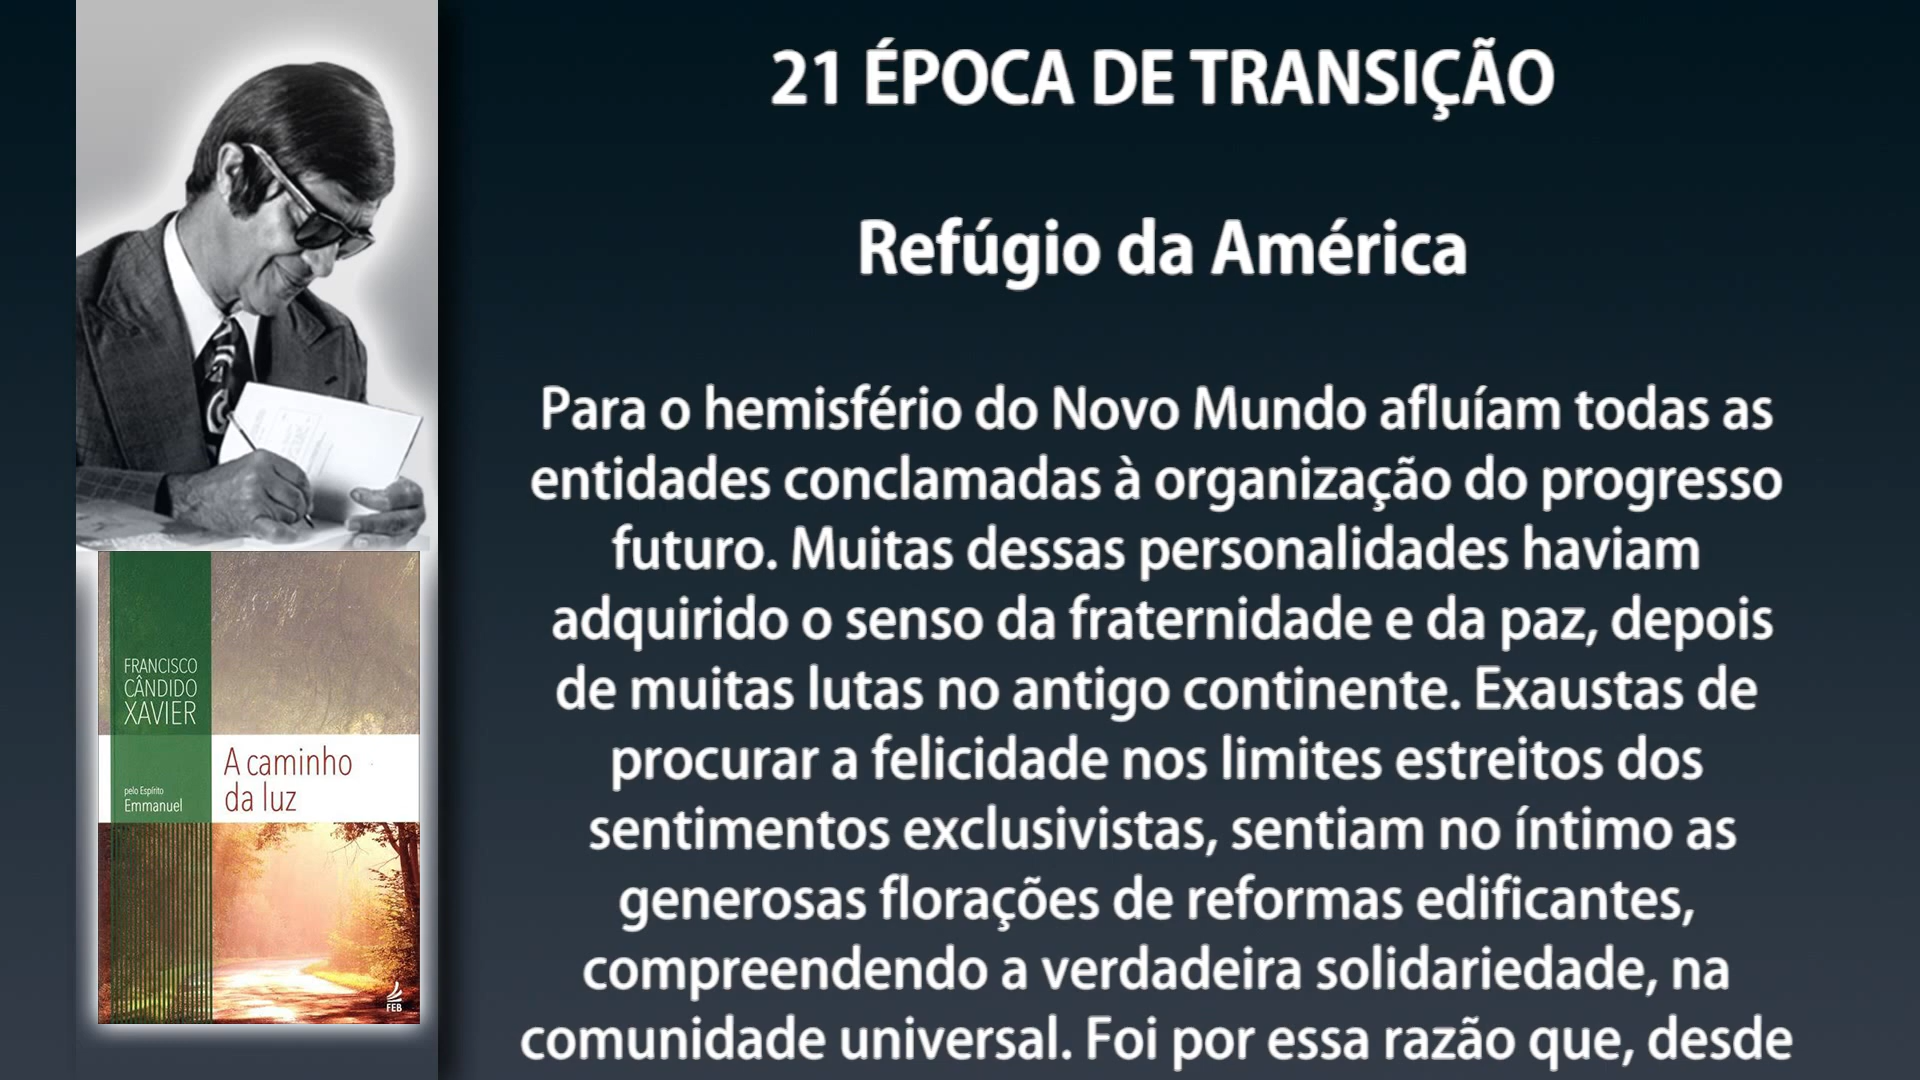 21 ÉPOCA DE TRANSIÇÃO
Refúgio da América
Para o hemisfério do Novo Mundo afluíam todas as
entidades conclamadas à organização do progresso
futuro. Muitas dessas personalidades haviam
adquirido o senso da fraternidade e da paz, depois
de muitas lutas no antigo continente. Exaustas de
procurar a felicidade nos limites estreitos dos
sentimentos exclusivistas, sentiam no íntimo as
generosas florações de reformas edificantes,
compreendendo a verdadeira solidariedade, na
comunidade universal. Foi por essa razão que, desde
FRANCISCO
CÂNDIDO
XAVIER
A caminho
da luz
pelo Espírito
Emmanuel
FEB